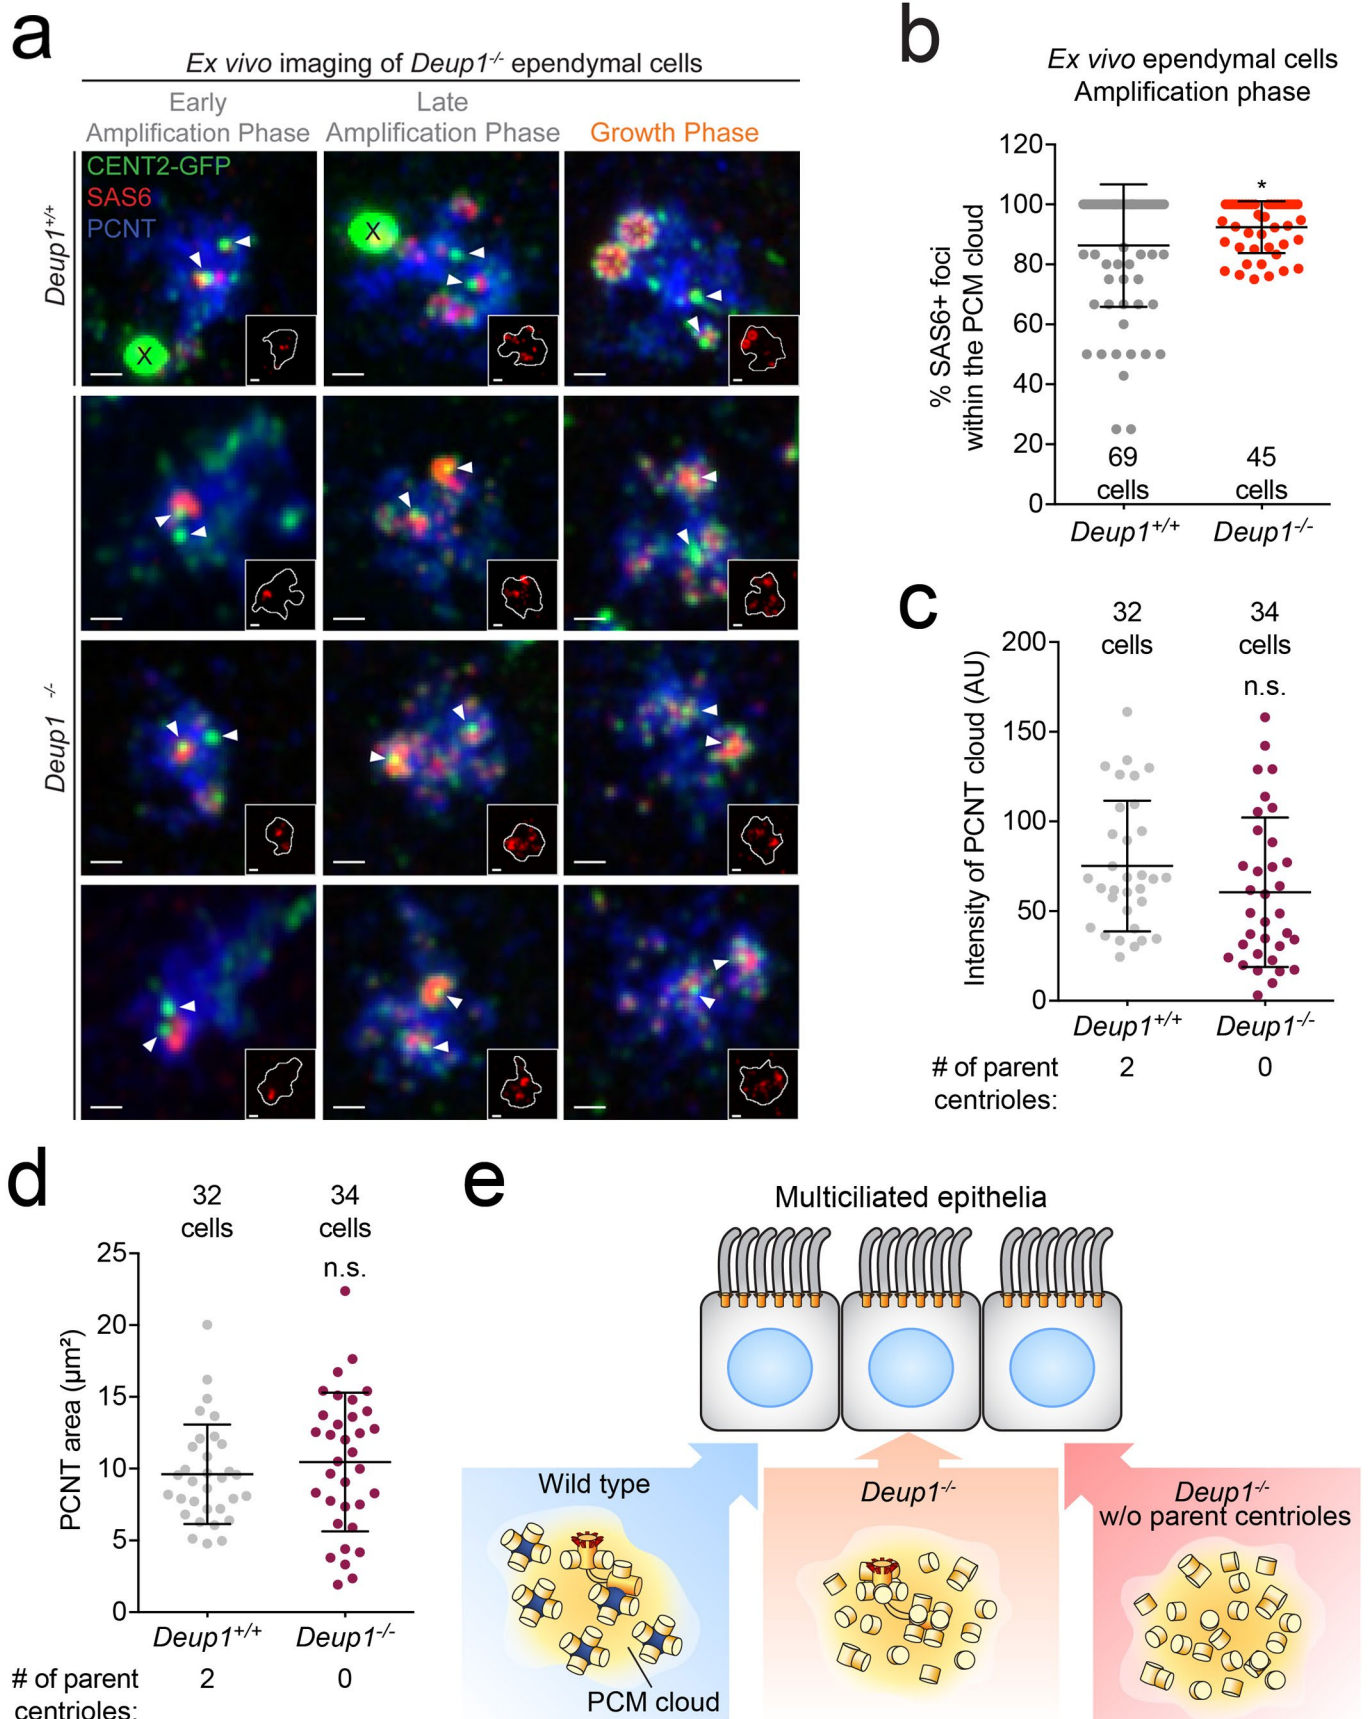 a
Ex vivo imaging of Deup1-/- ependymal cells
Early
Amplification Phase
Late
Amplification Phase
Growth Phase
CENT2-GFP
SAS6
PCNT
X
X
Deup1+/+
Deup1 -/-
b
Ex vivo ependymal cells
Amplification phase
% SAS6+ foci
within the PCM cloud
120
100
80
60
40
20
0
*
69
cells
45
cells
Deup1+/+
Deup1-/-
c
32
cells
34
cells
n.s.
Intensity of PCNT cloud (AU)
200
150
100
50
0
Deup1+/+
Deup1-/-
# of parent
centrioles:
2
0
d
32
cells
34
cells
n.s.
PCNT area (µm²)
25
20
15
10
5
0
Deup1+/+
Deup1-/-
# of parent
centrioles:
2
0
e
Multiciliated epithelia
Wild type
PCM cloud
Deup1-/-
Deup1-/-
w/o parent centrioles